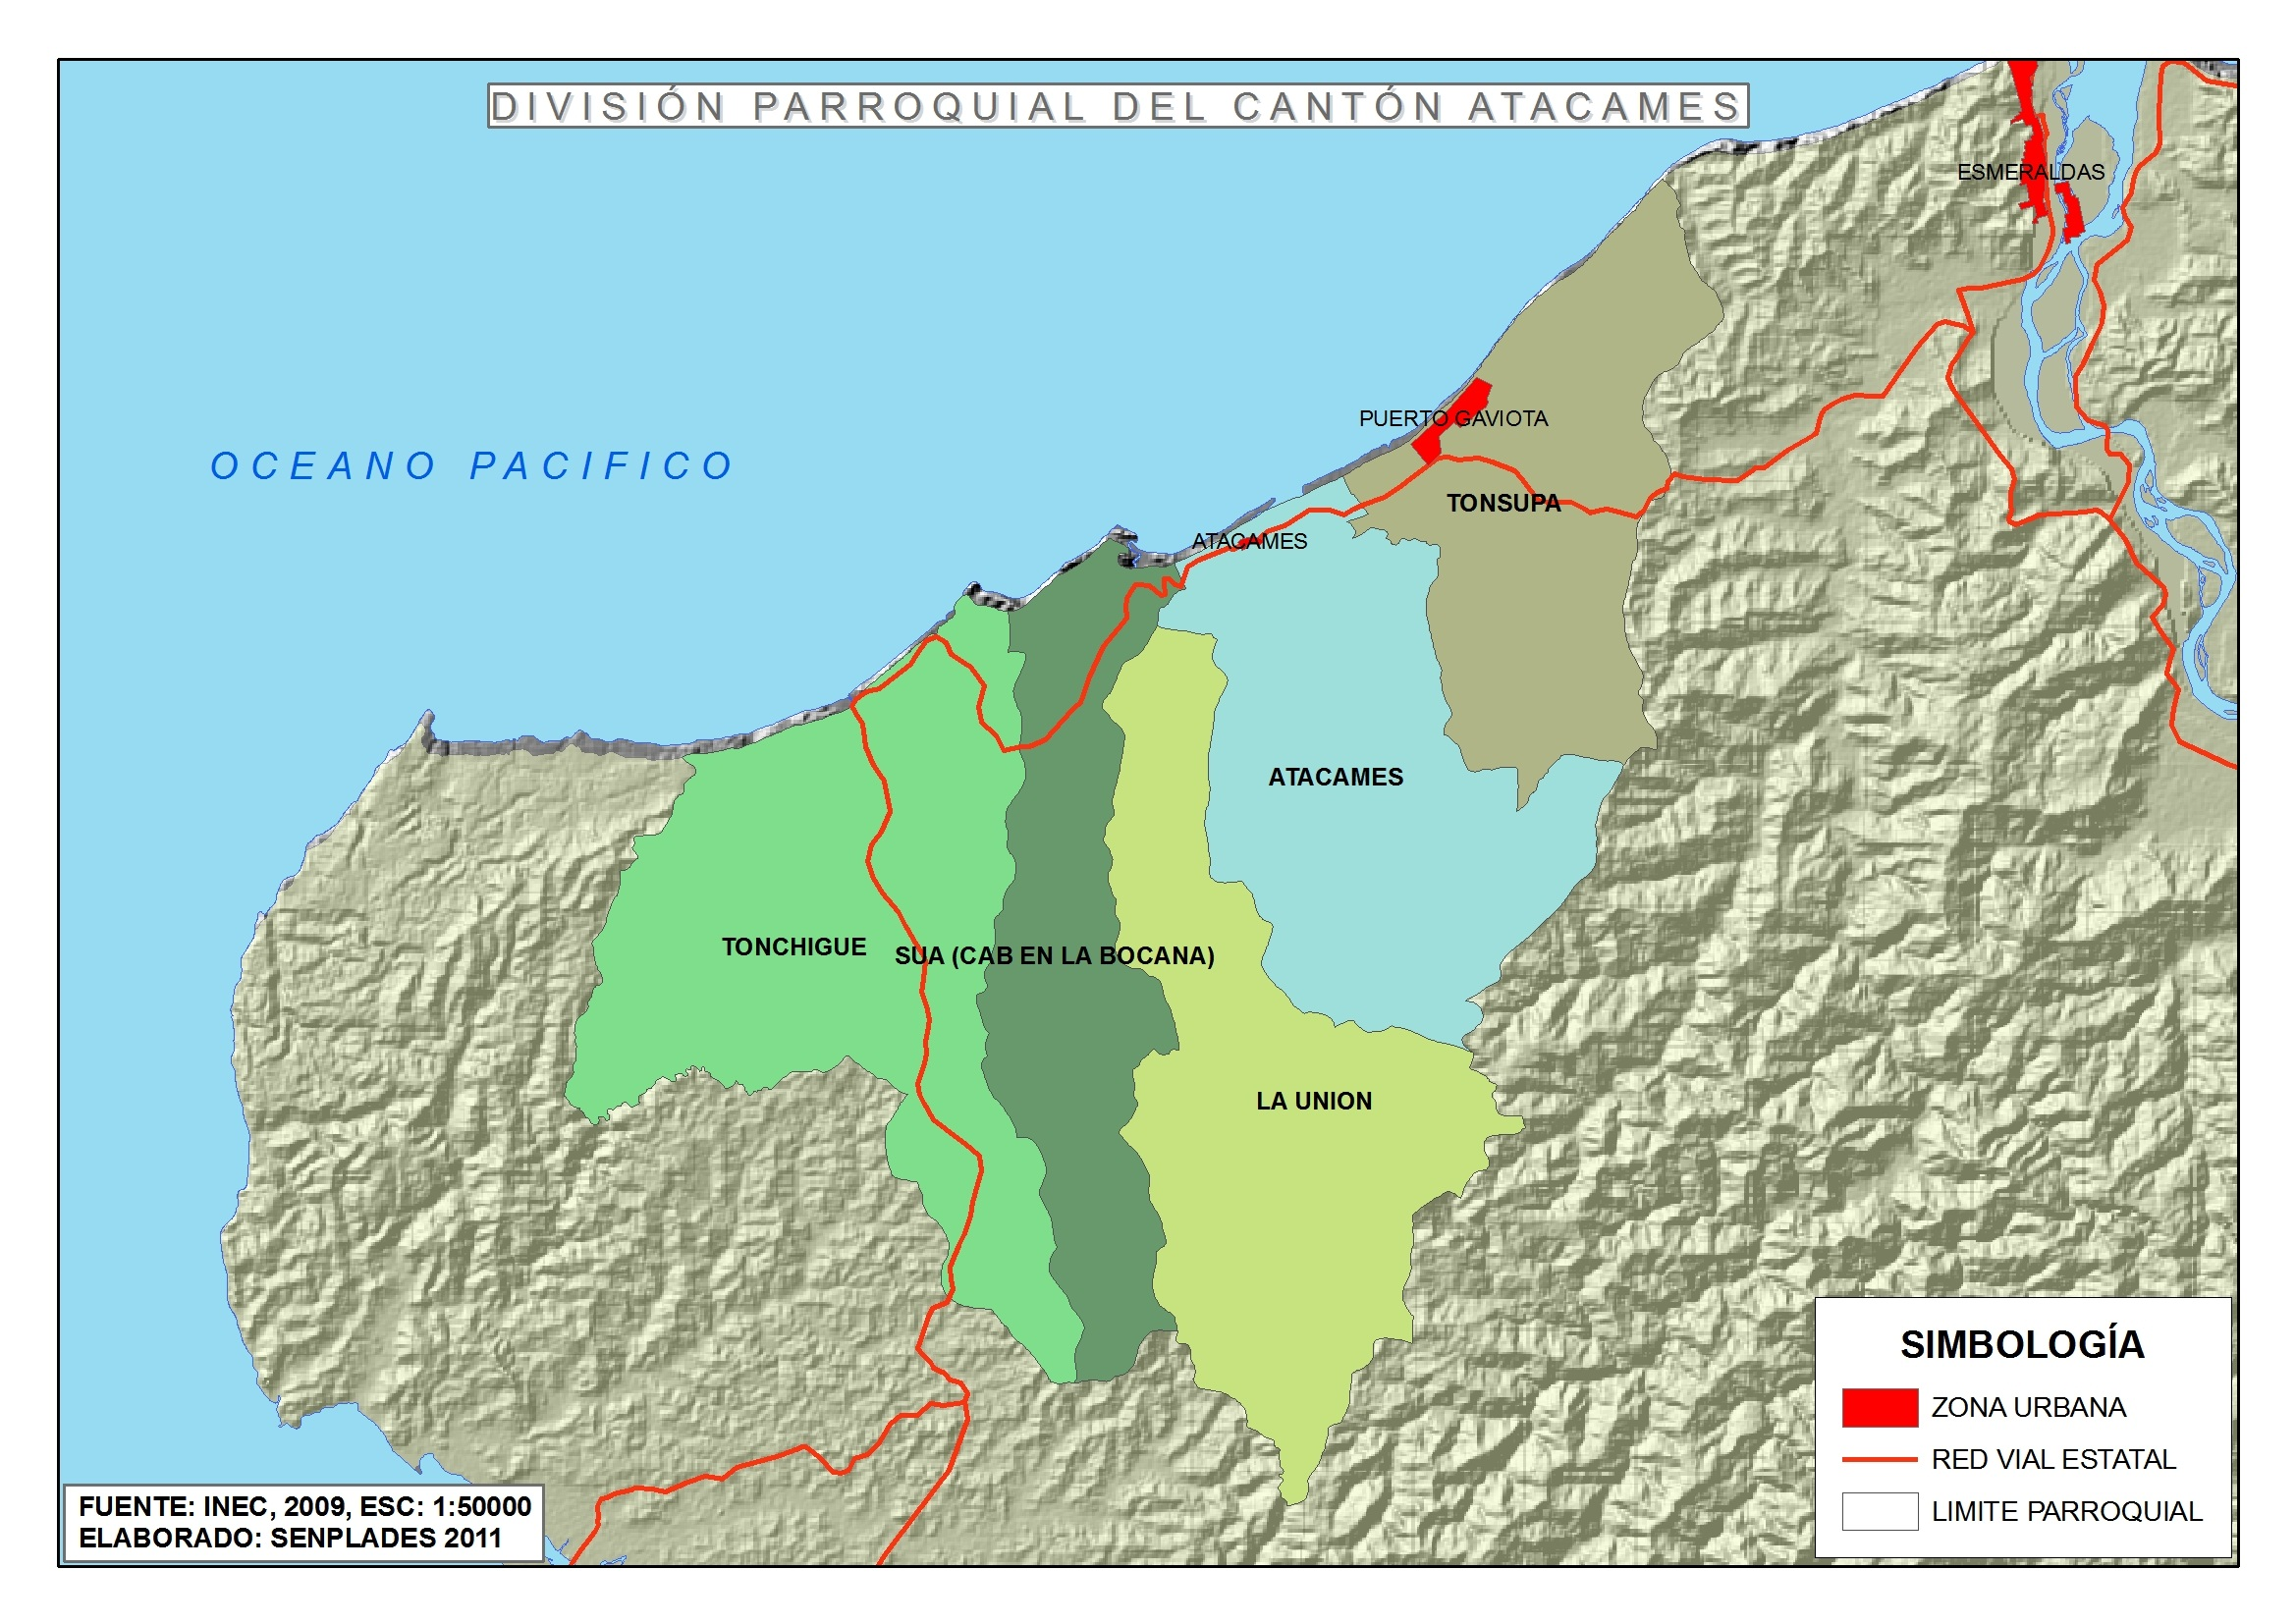 DIVISIÓN PARROQUIAL DEL CANTÓN ATACAMES
ESMERALDAS
PUERTO GAVIOTA
OCEANO PACIFICO
TONSUPA
ATACAMES
ATACAMES
TONCHIGUE
SUA (CAB EN LA BOCANA)
LA UNION
SIMBOLOGÍA
ZONA URBANA
RED VIAL ESTATAL
LIMITE PARROQUIAL
FUENTE: INEC, 2009, ESC: 1:50000
ELABORADO: SENPLADES 2011